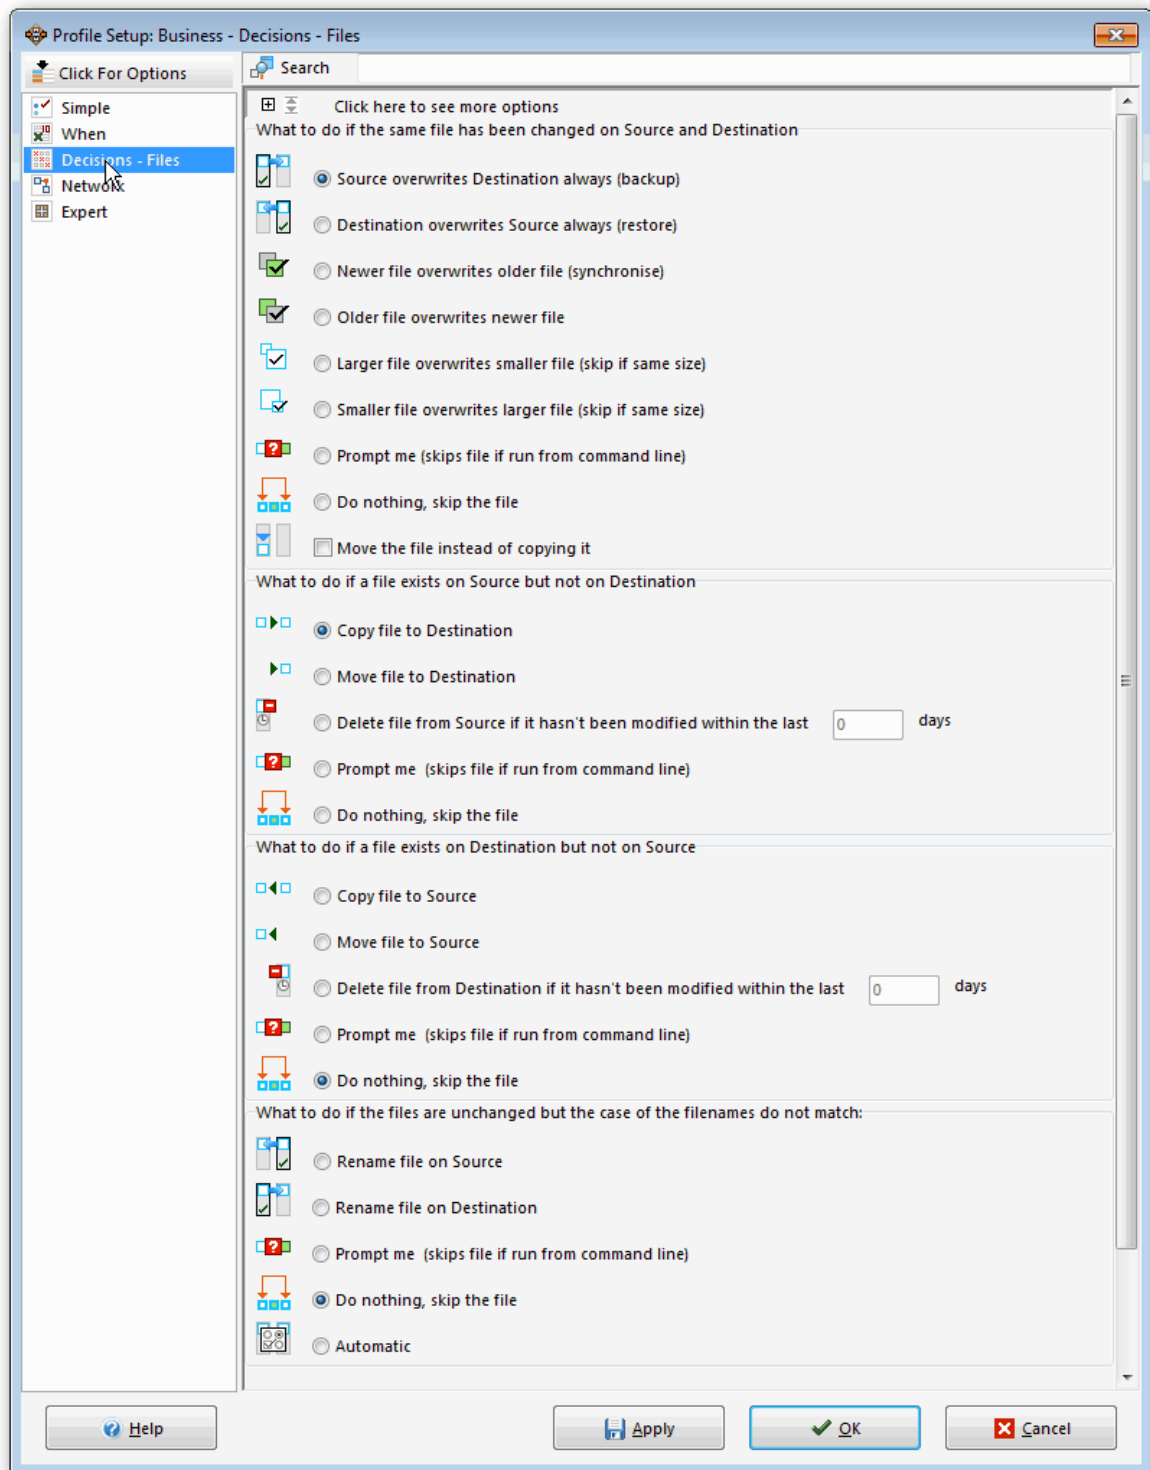 Profile Setup: Business - Decisions - Files
Click For Options
Search
Simple
When
Decisions - Files
Network
Expert
Click here to see more options
What to do if the same file has been changed on Source and Destination
Source overwrites Destination always (backup)
Destination overwrites Source always (restore)
Newer file overwrites older file (synchronise)
Older file overwrites newer file
Larger file overwrites smaller file (skip if same size)
Smaller file overwrites larger file (skip if same size)
Prompt me (skips file if run from command line)
Do nothing, skip the file
Move the file instead of copying it
What to do if a file exists on Source but not on Destination
Copy file to Destination
Move file to Destination
Delete file from Source if it hasn't been modified within the last 0 days
Prompt me  (skips file if run from command line)
Do nothing, skip the file
What to do if a file exists on Destination but not on Source
Copy file to Source
Move file to Source
Delete file from Destination if it hasn't been modified within the last 0 days
Prompt me  (skips file if run from command line)
Do nothing, skip the file
What to do if the files are unchanged but the case of the filenames do not match:
Rename file on Source
Rename file on Destination
Prompt me  (skips file if run from command line)
Do nothing, skip the file
Automatic
Help
Apply
OK
Cancel